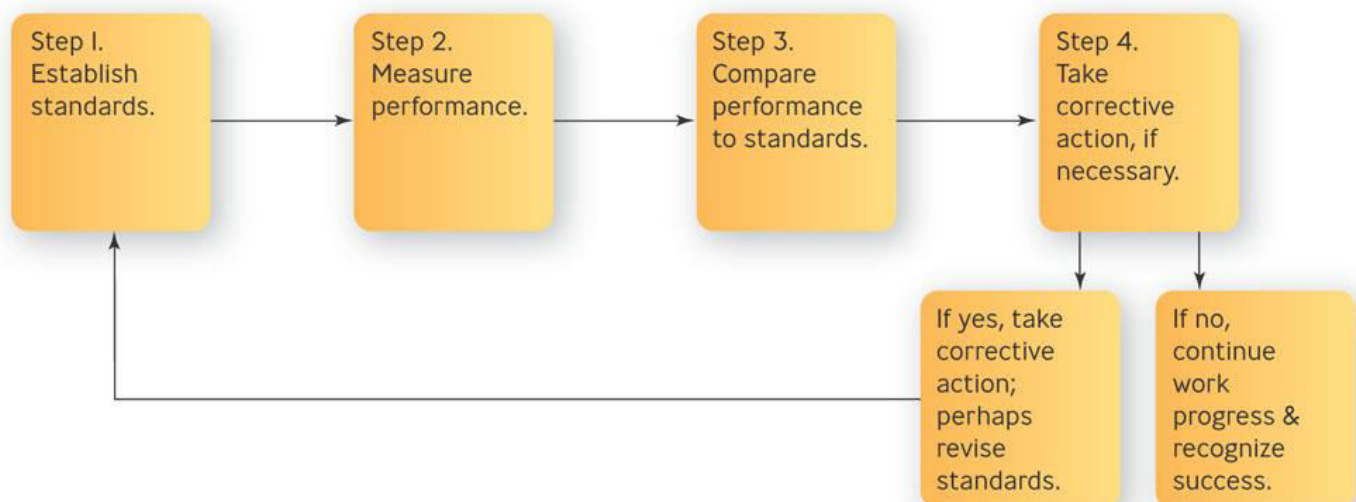 Step 1.
Establish
standards.
Step 2.
Measure
performance.
Step 3.
Compare
performance
to standards.
Step 4.
Take
corrective
action, if
necessary.
If yes, take
corrective
action;
perhaps
revise
standards.
If no,
continue
work
progress &
recognize
success.